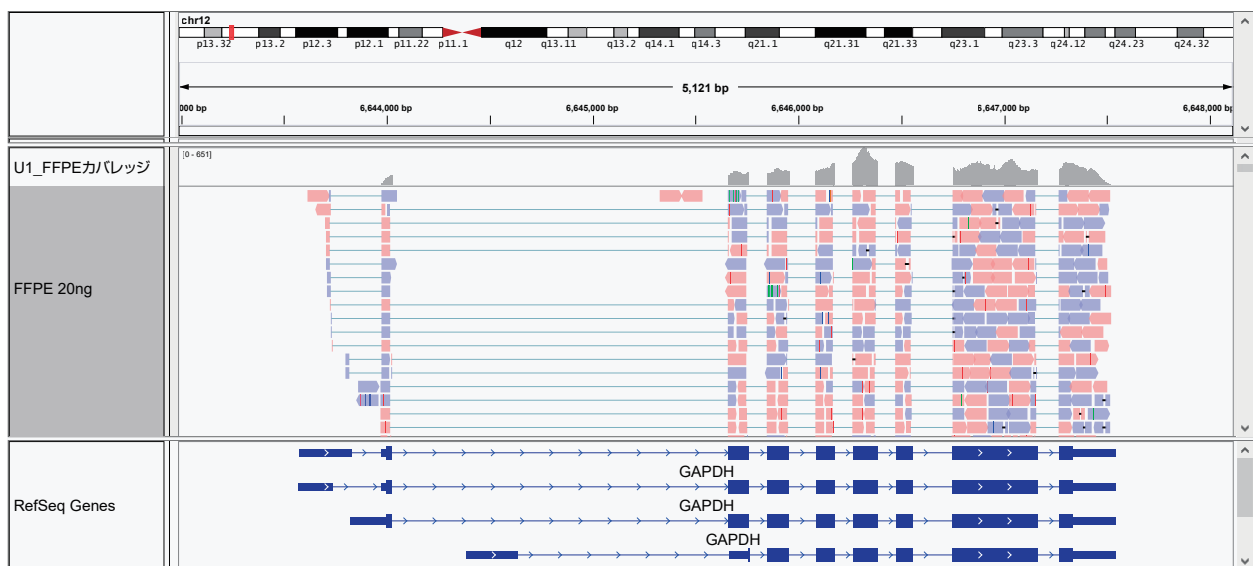 chr12
p13.32 p13.2 p12.3 p12.1 p11.22 p11.1 q12 q13.11 q13.2 q14.1 q14.3 q21.1 q21.31 q21.33 q23.1 q23.3 q24.12 q24.23 q24.32
5,121 bp
000 bp 6,644,000 bp 6,645,000 bp 6,646,000 bp 6,647,000 bp 6,648,000 bp
U1_FFPEカバレッジ
[0 - 651]
FFPE 20ng
GAPDH
RefSeq Genes
GAPDH
GAPDH